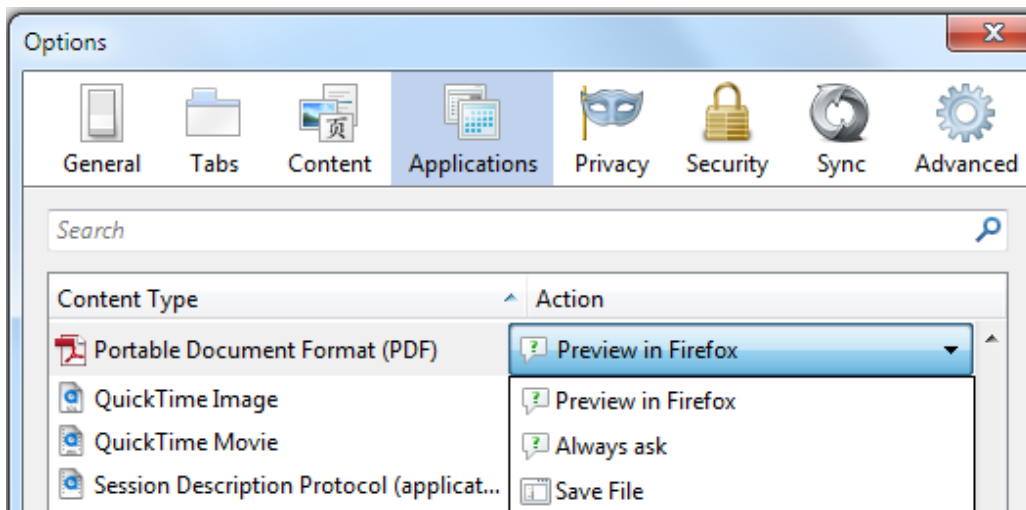 Options
General Tabs Content Applications Privacy Security Sync Advanced
页
Search
Content Type Action
Portable Document Format (PDF) Preview in Firefox
QuickTime Image Preview in Firefox
QuickTime Movie Always ask
Session Description Protocol (applicat... Save File